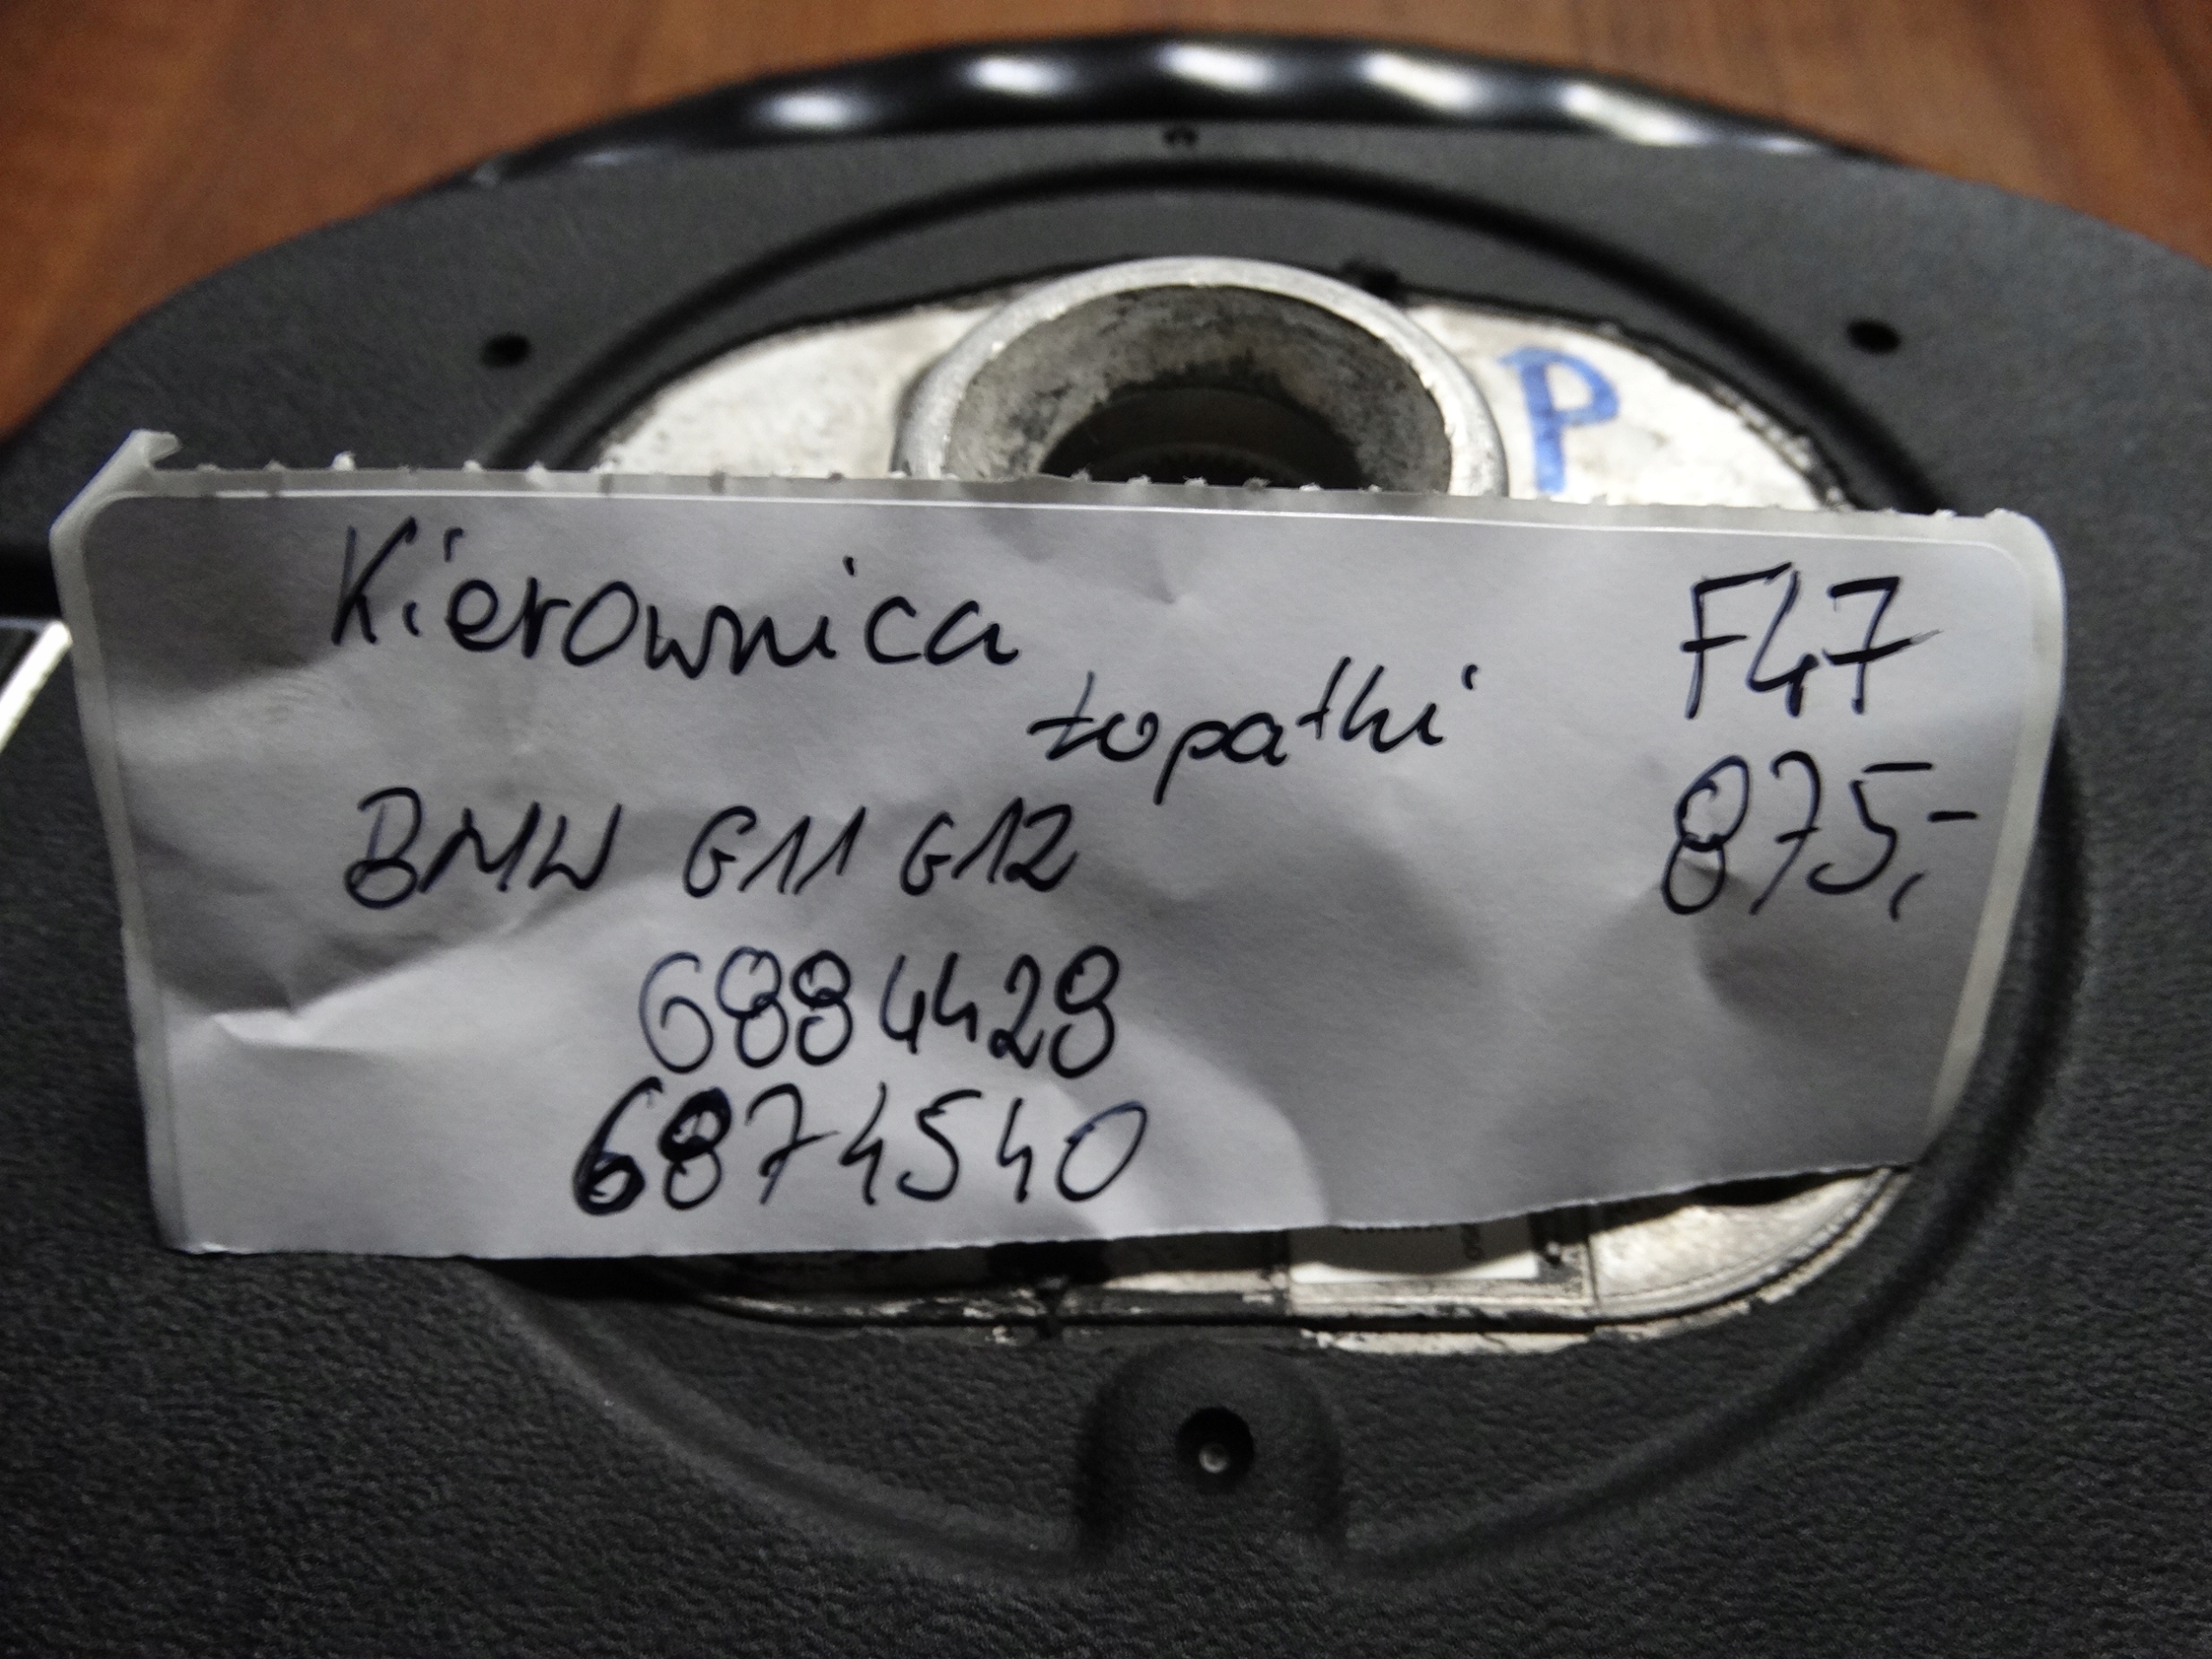 P
Kierownica F47
łopatki
875,-
BMW G11 G12
6884428
6874540